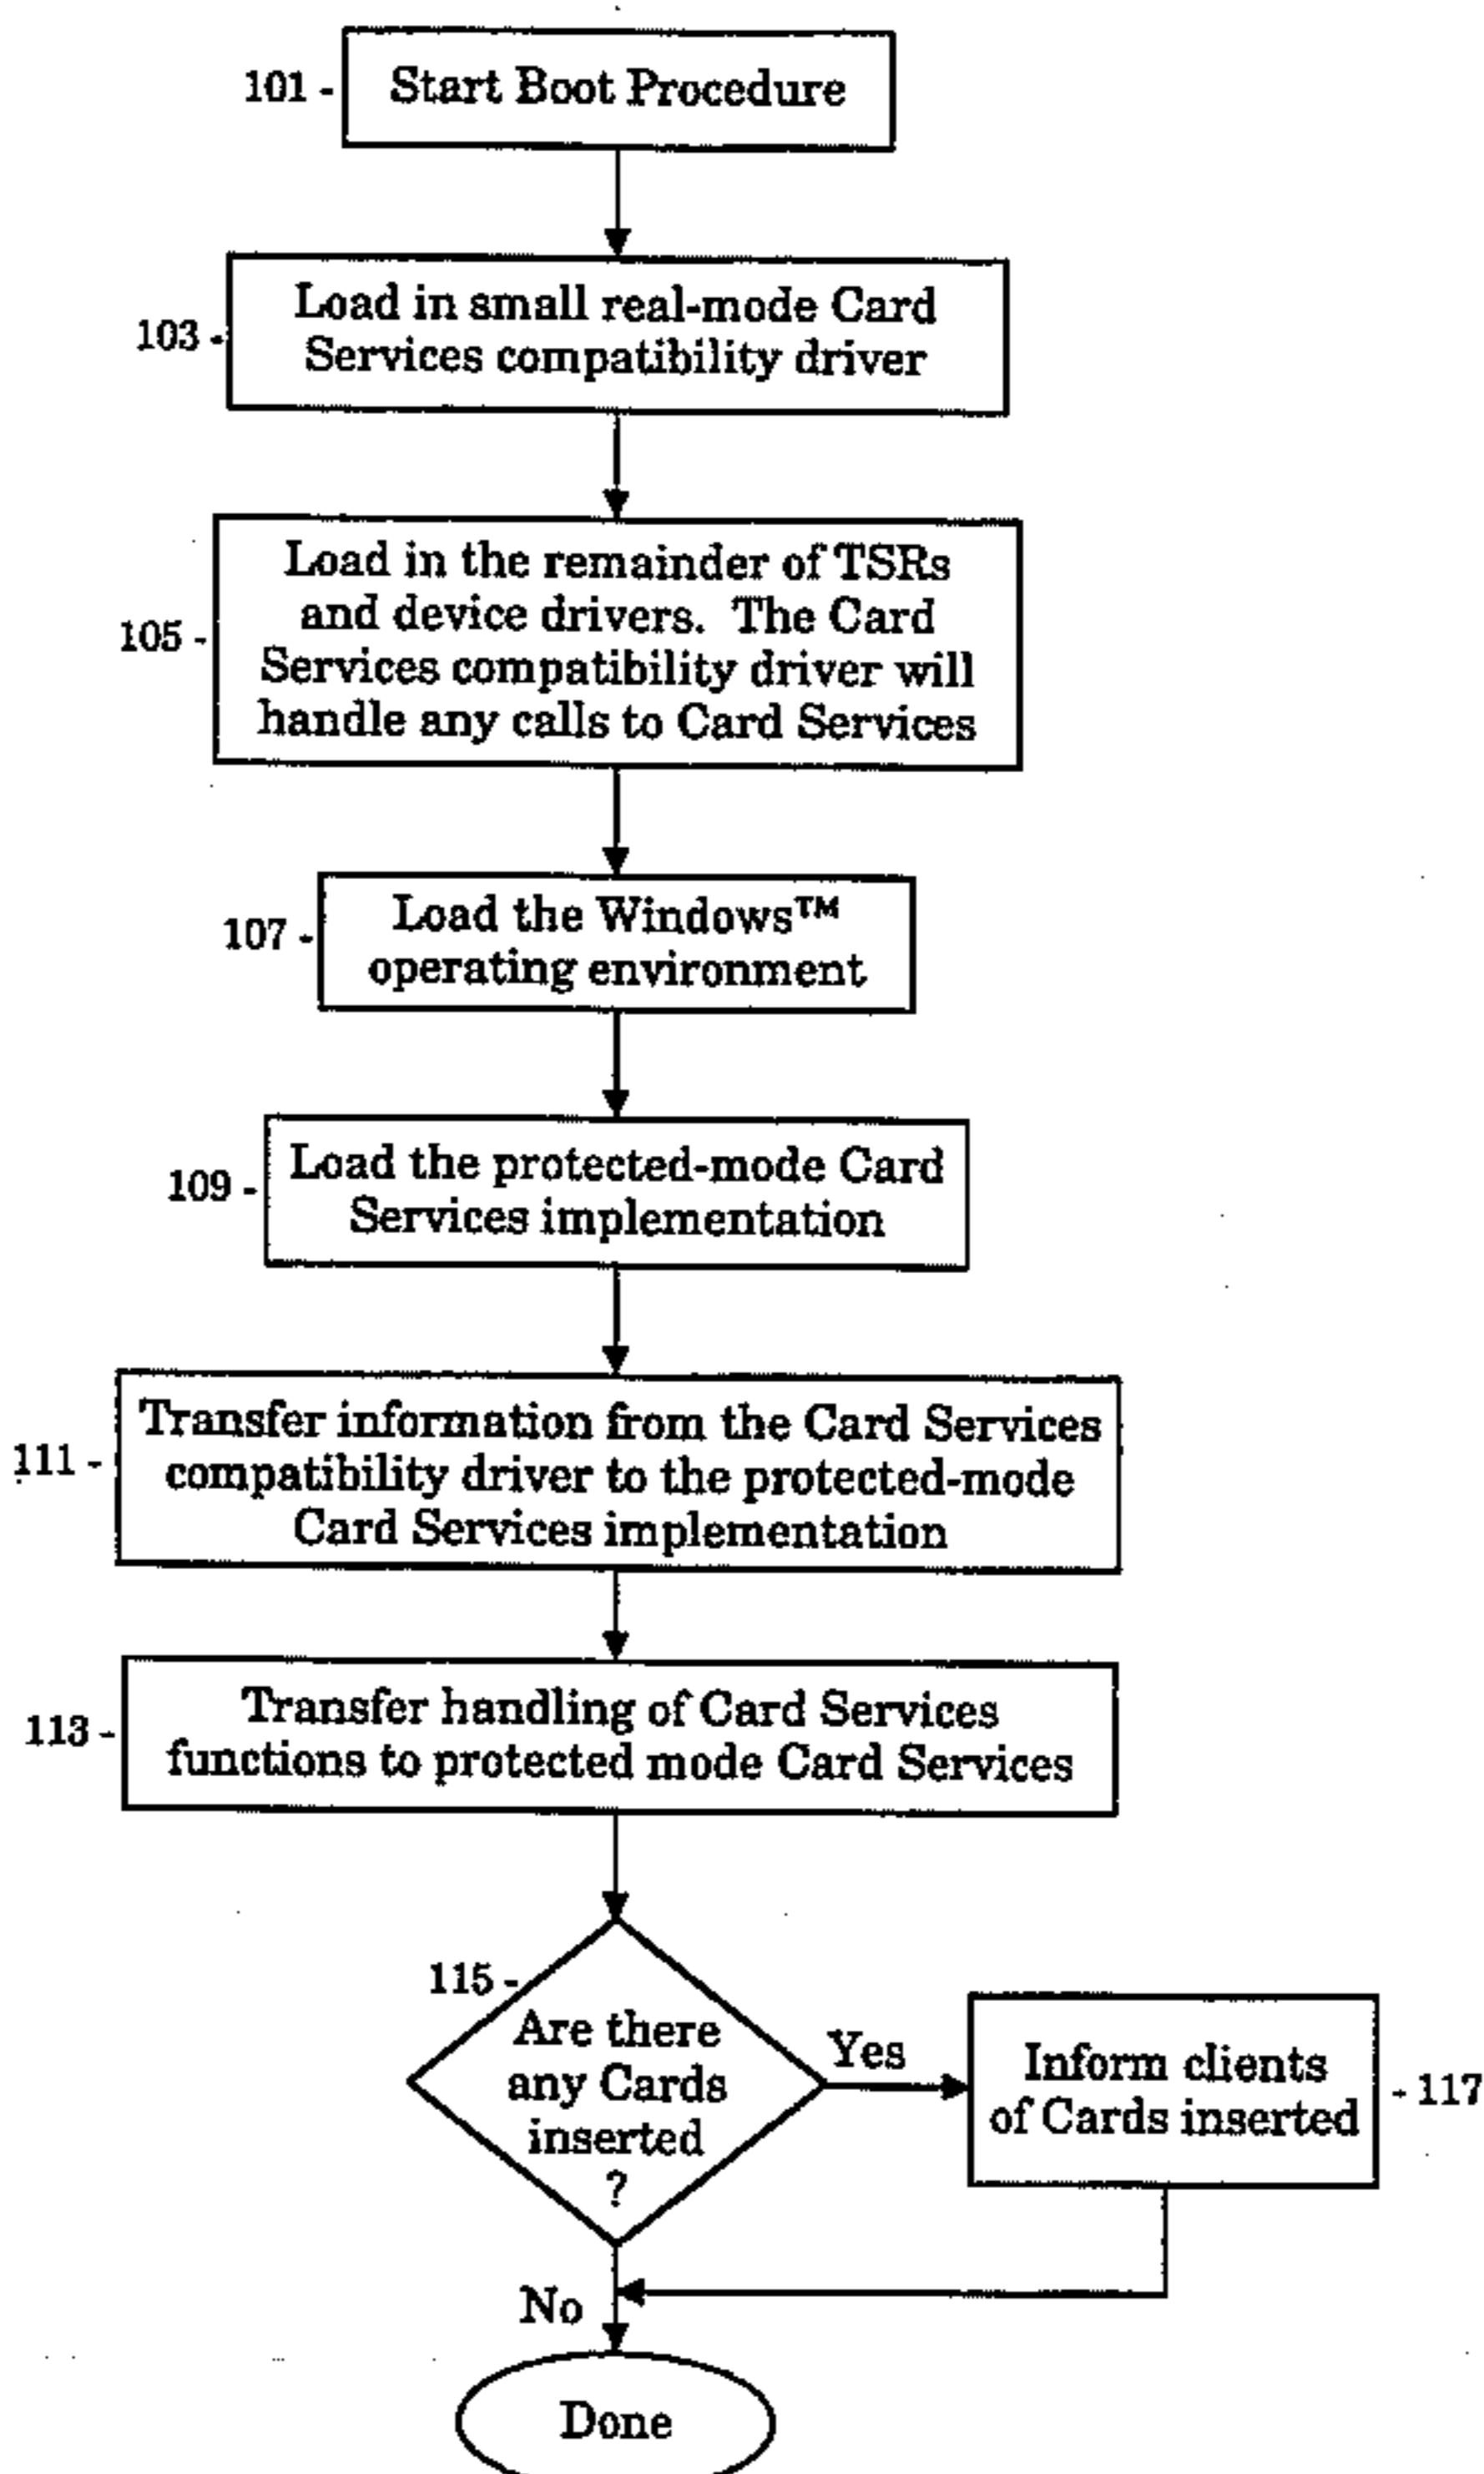 101 -
Start Boot Procedure
103 -
Load in small real-mode Card
Services compatibility driver
105 -
Load in the remainder of TSRs
and device drivers. The Card
Services compatibility driver will
handle any calls to Card Services
107 -
Load the Windows™
operating environment
109 -
Load the protected-mode Card
Services implementation
111 -
Transfer information from the Card Services
compatibility driver to the protected-mode
Card Services implementation
113 -
Transfer handling of Card Services
functions to protected mode Card Services
115 -
Are there
any Cards
inserted
?
Yes
Inform clients
of Cards inserted
- 117
No
Done